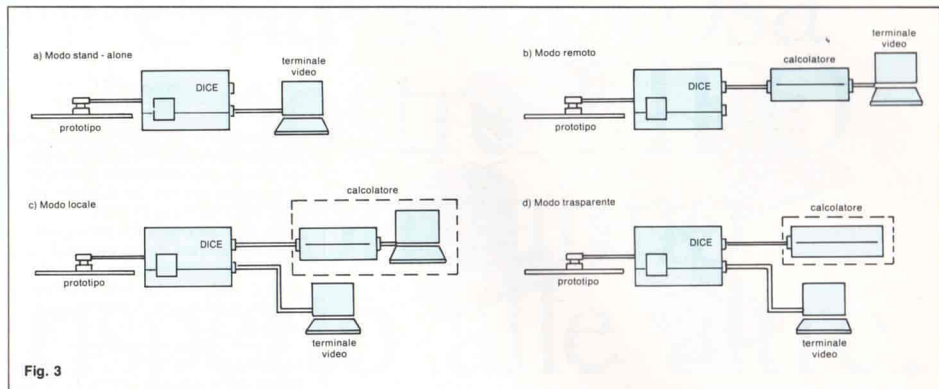 a) Modo stand - alone
terminale
video
DICE
prototipo
b) Modo remoto
terminale
video
calcolatore
DICE
prototipo
c) Modo locale
calcolatore
DICE
prototipo
terminale
video
d) Modo trasparente
calcolatore
DICE
prototipo
terminale
video
Fig. 3